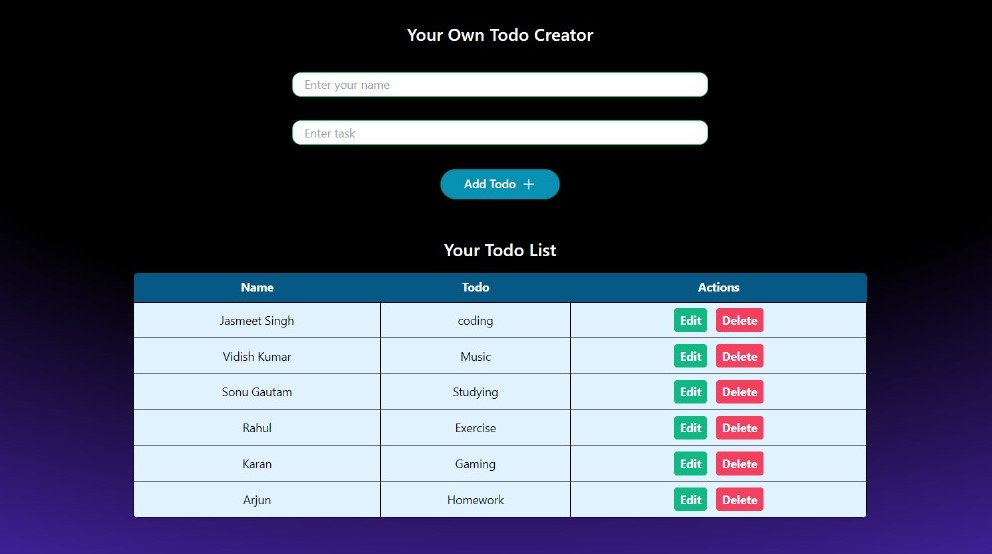 Your Own Todo Creator
Enter your name
Enter task
Add Todo +
Your Todo List
Name Todo Actions
Jasmeet Singh coding Edit Delete
Vidish Kumar Music Edit Delete
Sonu Gautam Studying Edit Delete
Rahul Exercise Edit Delete
Karan Gaming Edit Delete
Arjun Homework Edit Delete